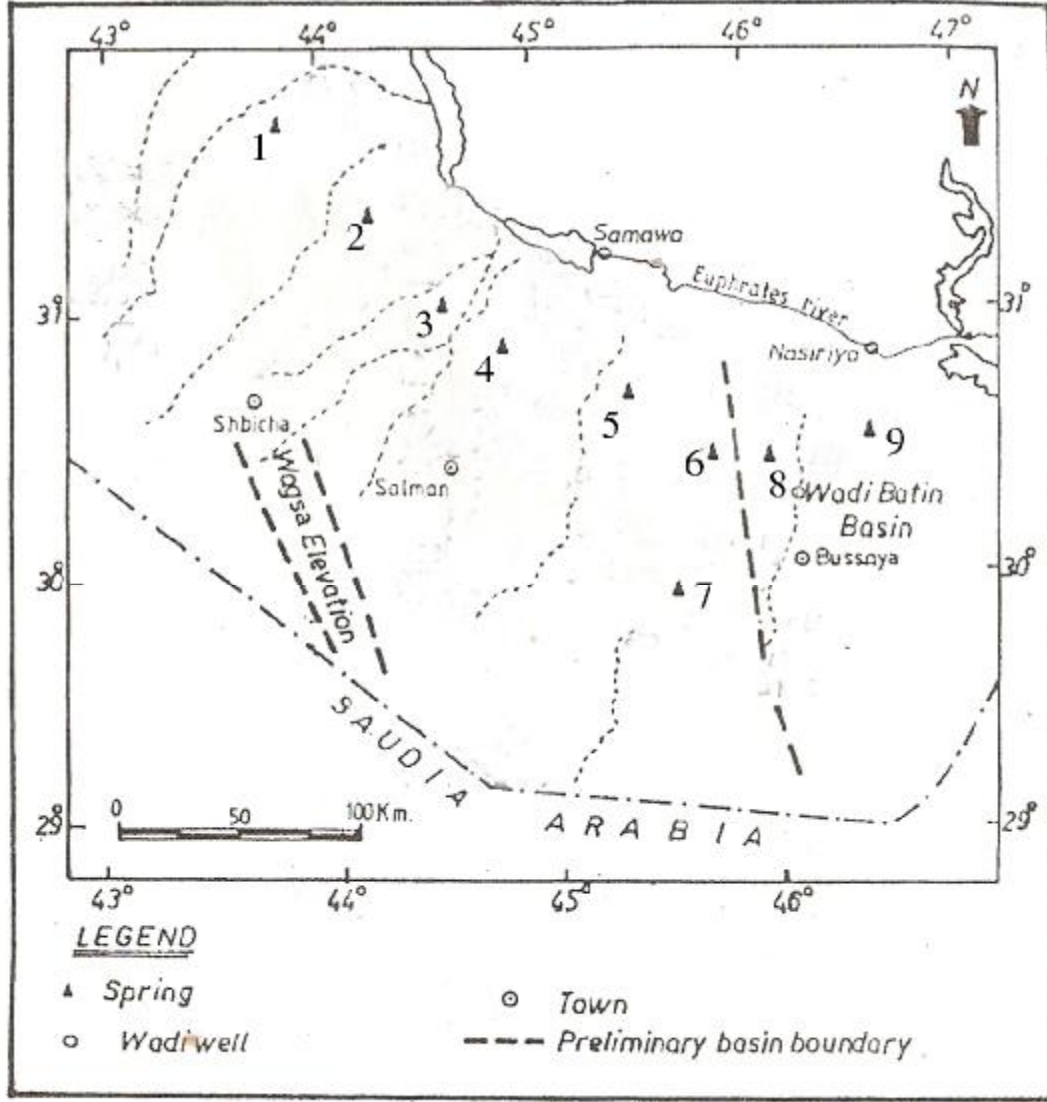 43° 44° 45° 46° 47°
N
1
2
Samawa
Euphrates river
31° 31°
3
Nasiriya
4
5
Shbicha
9
6
8
Salman
Wadi Batin
Basin
Wagsa Elevation
Bussaya
30° 30°
7
SAUDIA
ARABIA
0 50 100 Km.
29° 29°
43° 44° 45° 46°
LEGEND
Spring
Town
Wadi well
Preliminary basin boundary